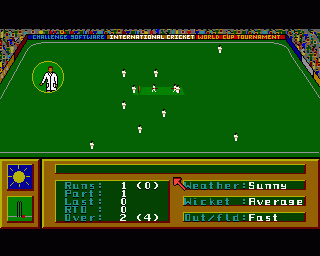 CHALLENGE SOFTWARE INTERNATIONAL CRICKET WORLD CUP TOURNAMENT
Runs: 1 (0)
Part: 1
Last: 0
RTO: 0
Over: 2 (4)
Weather: Sunny
Wicket: Average
Out/fld: Fast